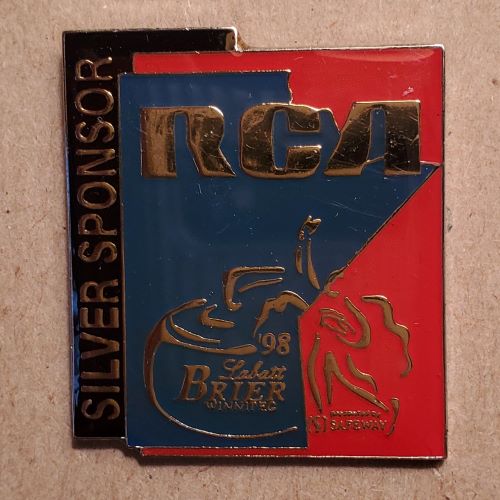 SILVER SPONSOR
RCA
'98
Labatt
BRIER
WINNIPEG
SAFEWAY